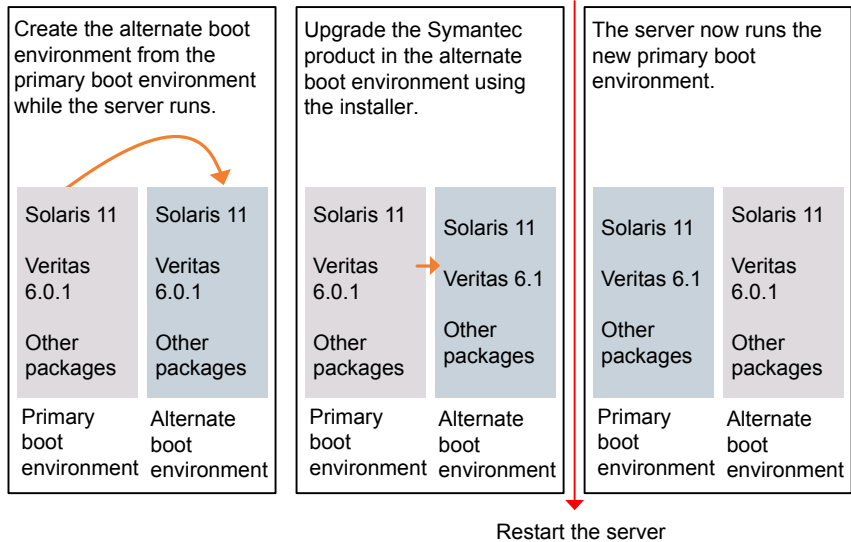 Create the alternate boot
environment from the
primary boot environment
while the server runs.
Solaris 11
Veritas
6.0.1
Other
packages
Primary
boot
environment
Solaris 11
Veritas
6.0.1
Other
packages
Alternate
boot
environment
Upgrade the Symantec
product in the alternate
boot environment using
the installer.
Solaris 11
Veritas
6.0.1
Other
packages
Primary
boot
environment
Solaris 11
Veritas 6.1
Other
packages
Alternate
boot
environment
The server now runs the
new primary boot
environment.
Solaris 11
Veritas 6.1
Other
packages
Primary
boot
environment
Solaris 11
Veritas
6.0.1
Other
packages
Alternate
boot
environment
Restart the server